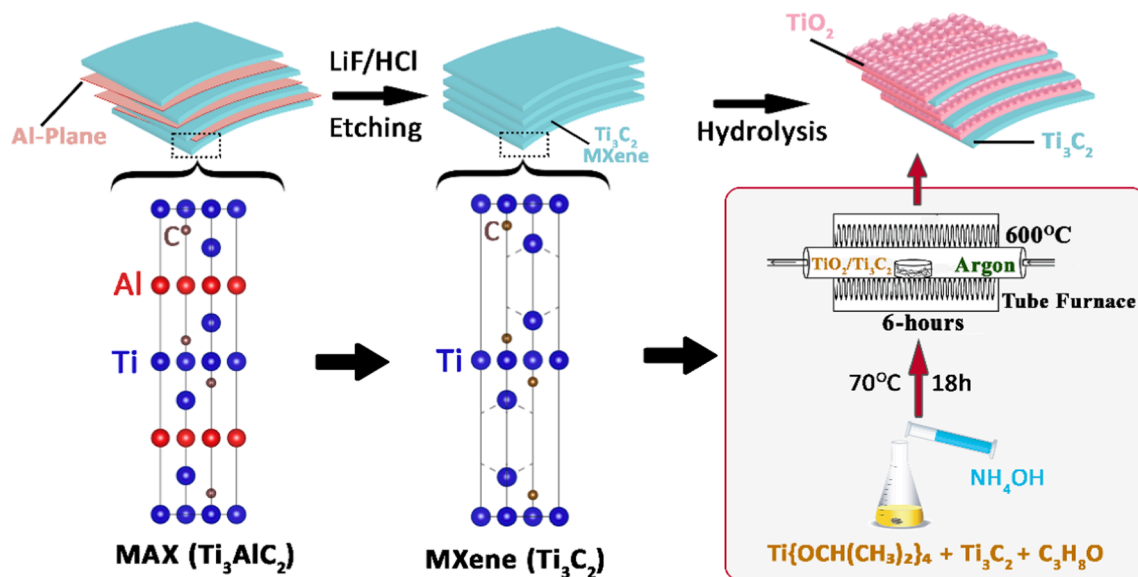 TiO₂
LiF/HCl
Etching
Al-Plane
Ti₃C₂
MXene
Hydrolysis
Ti₃C₂
C
Al
Ti
MAX (Ti₃AlC₂)
C
Ti
MXene (Ti₃C₂)
600°C
TiO₂/Ti₃C₂
Argon
Tube Furnace
6-hours
70°C 18h
NH₄OH
Ti{OCH(CH₃)₂}₄ + Ti₃C₂ + C₃H₈O